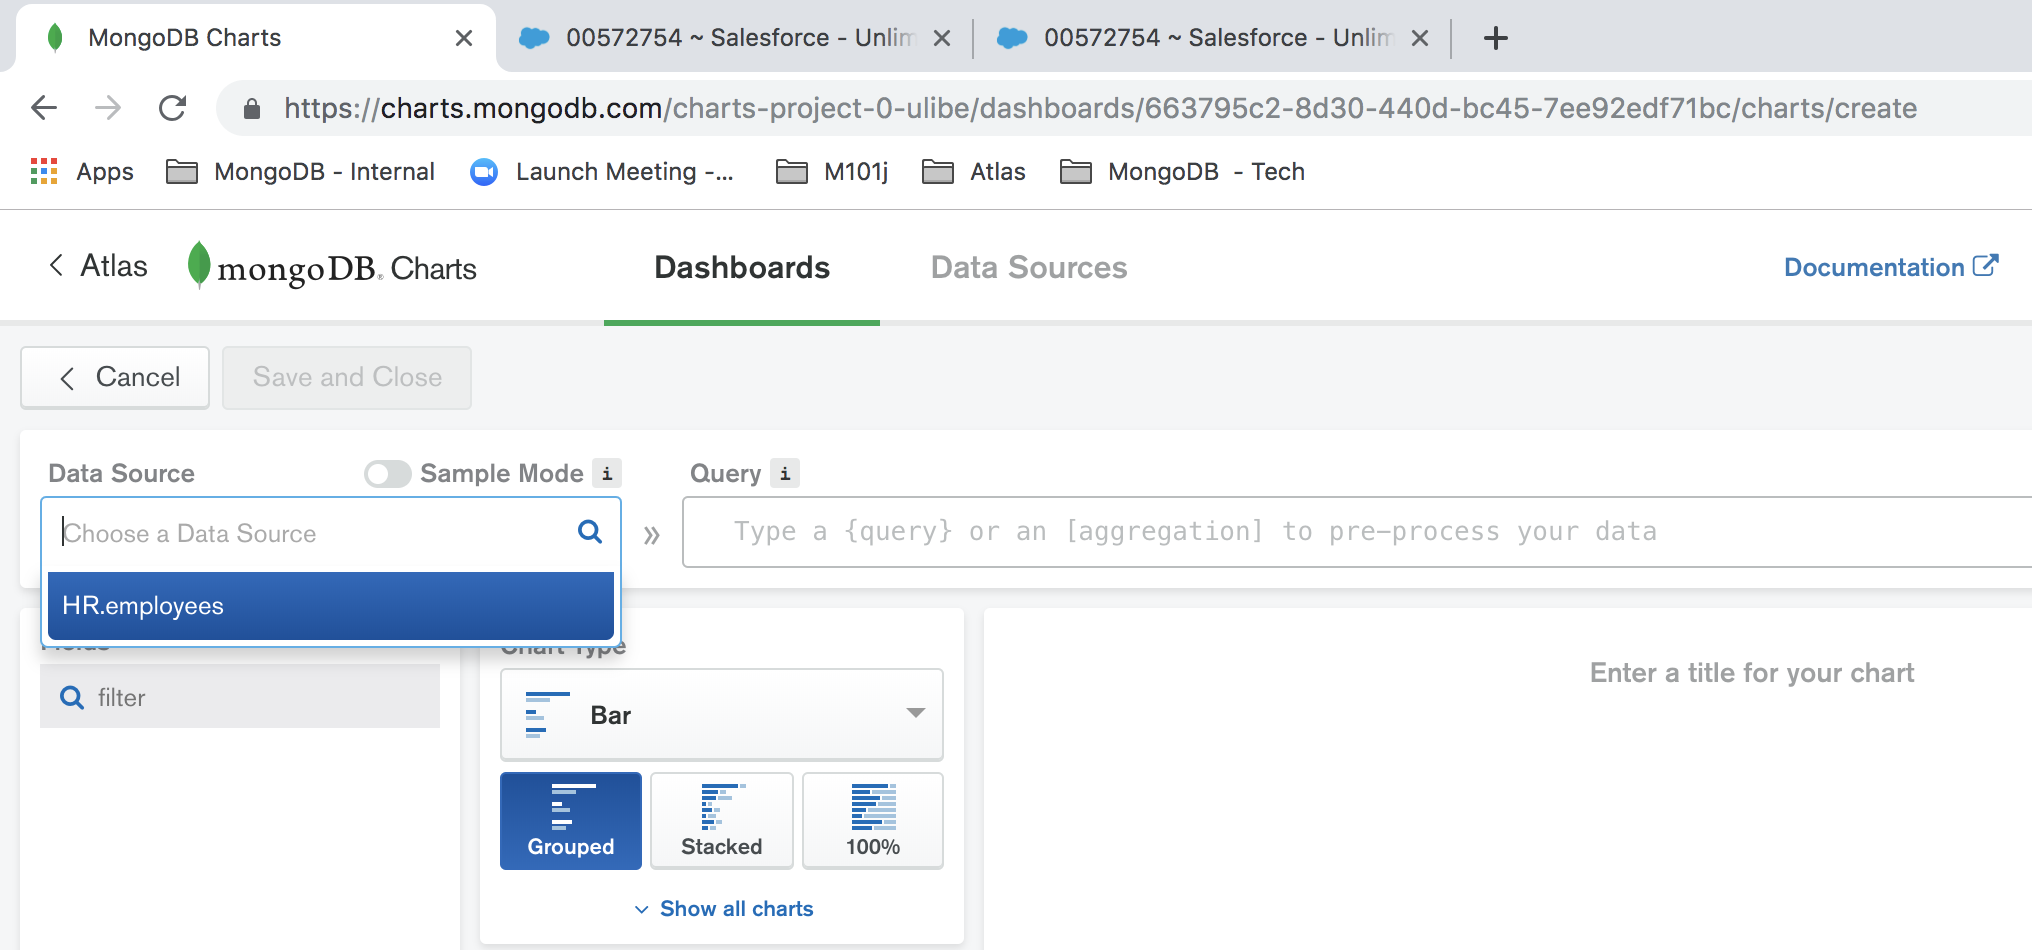 MongoDB Charts
00572754 ~ Salesforce - Unlim
00572754 ~ Salesforce - Unlim
https://charts.mongodb.com/charts-project-0-ulibe/dashboards/663795c2-8d30-440d-bc45-7ee92edf71bc/charts/create
Apps
MongoDB - Internal
Launch Meeting -...
M101j
Atlas
MongoDB - Tech
Atlas
mongoDB® Charts
Dashboards
Data Sources
Documentation
Cancel
Save and Close
Data Source
Sample Mode
i
Query
i
Choose a Data Source
»
Type a {query} or an [aggregation] to pre-process your data
HR.employees
Fields
Chart Type
filter
Bar
Enter a title for your chart
Grouped
Stacked
100%
Show all charts